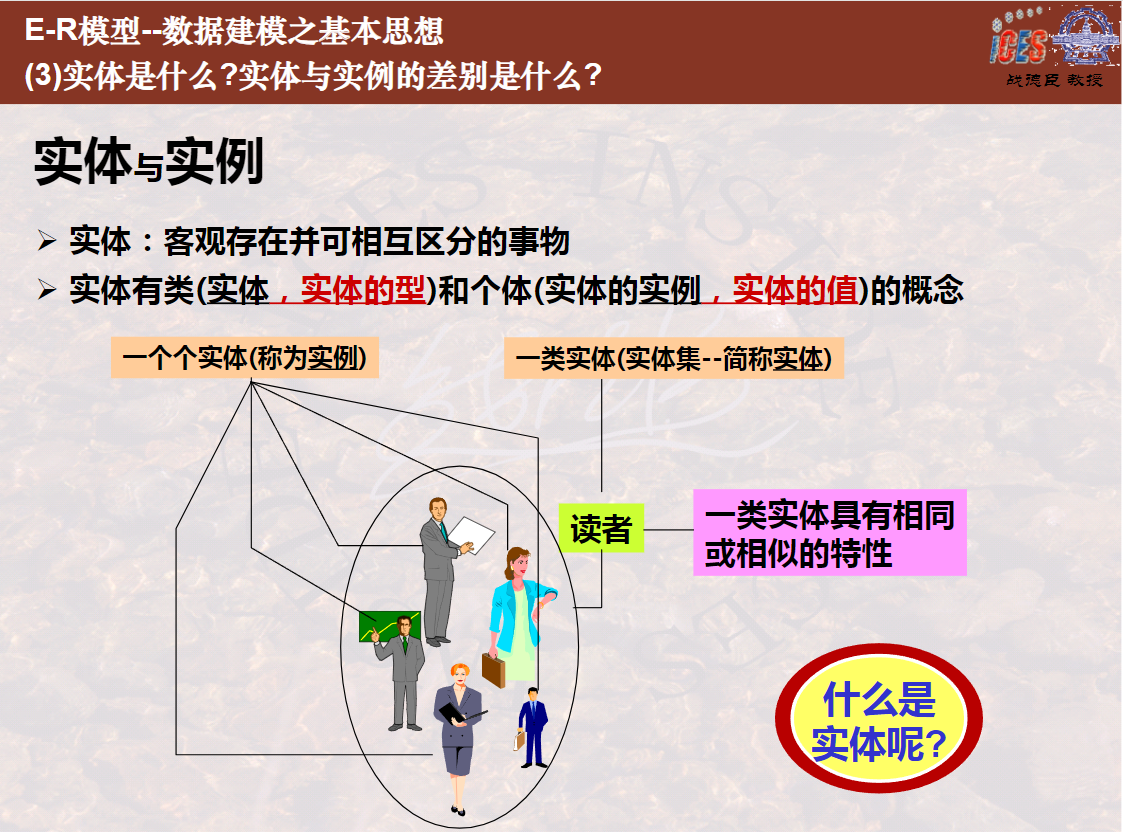 E-R模型--数据建模之基本思想
(3)实体是什么?实体与实例的差别是什么?
iCES
战德臣 教授
实体与实例
➢ 实体：客观存在并可相互区分的事物
➢ 实体有类(实体，实体的型)和个体(实体的实例，实体的值)的概念
一个个实体(称为实例)
一类实体(实体集--简称实体)
读者
一类实体具有相同
或相似的特性
什么是
实体呢?